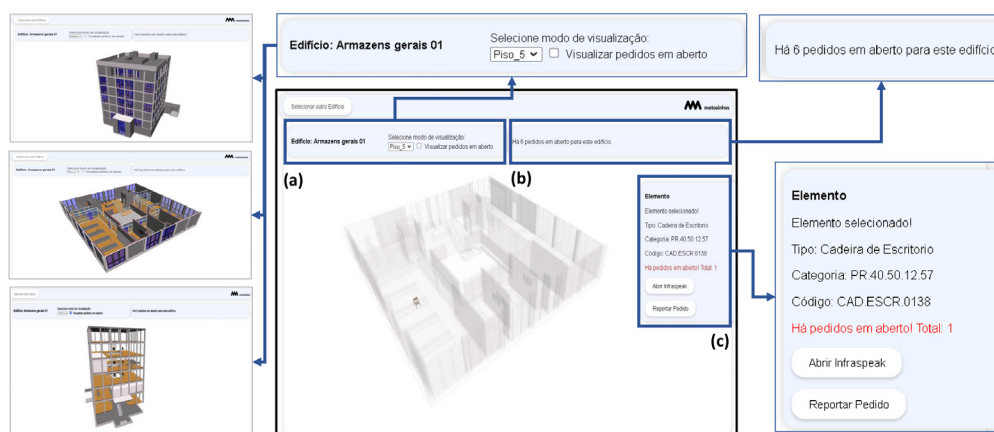 Selecionar outro Edifício
matosinhos
Edifício: Armazens gerais 01
Selecione modo de visualização:
Piso_5 Visualizar pedidos em aberto
Há 6 pedidos em aberto para este edifício
Selecionar outro Edifício
matosinhos
Edifício: Armazens gerais 01
Selecione modo de visualização:
Piso_5 Visualizar pedidos em aberto
Há 6 pedidos em aberto para este edifício
(a)
(b)
Elemento
Elemento selecionado!
Tipo: Cadeira de Escritorio
Categoria: PR.40.50.12.57
Código: CAD.ESCR.0138
Há pedidos em aberto! Total: 1
Abrir Infraspeak
Reportar Pedido
(c)
Elemento
Elemento selecionado!
Tipo: Cadeira de Escritorio
Categoria: PR.40.50.12.57
Código: CAD.ESCR.0138
Há pedidos em aberto! Total: 1
Abrir Infraspeak
Reportar Pedido